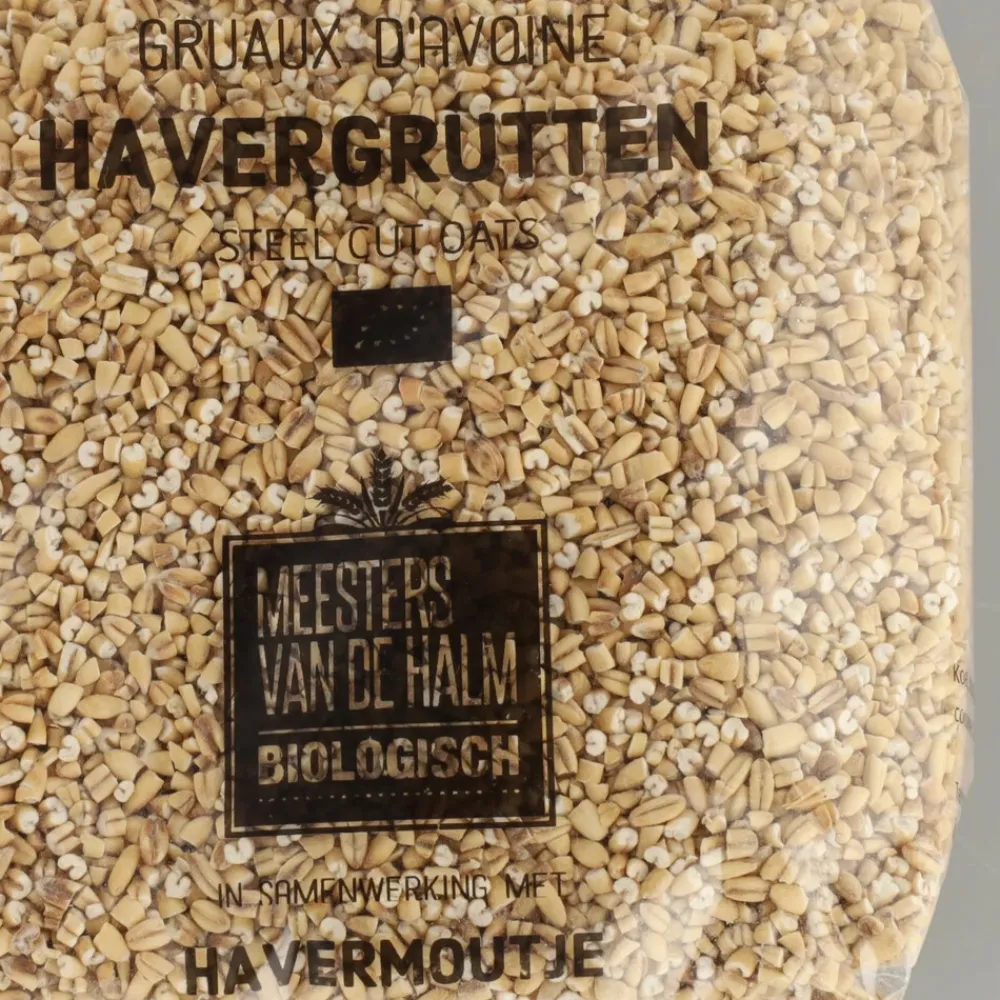 GRUAUX D'AVOINE
HAVERGRUTTEN
STEEL CUT OATS
MEESTERS
VAN DE HALM
BIOLOGISCH
IN SAMENWERKING MET
HAVERMOUTJE